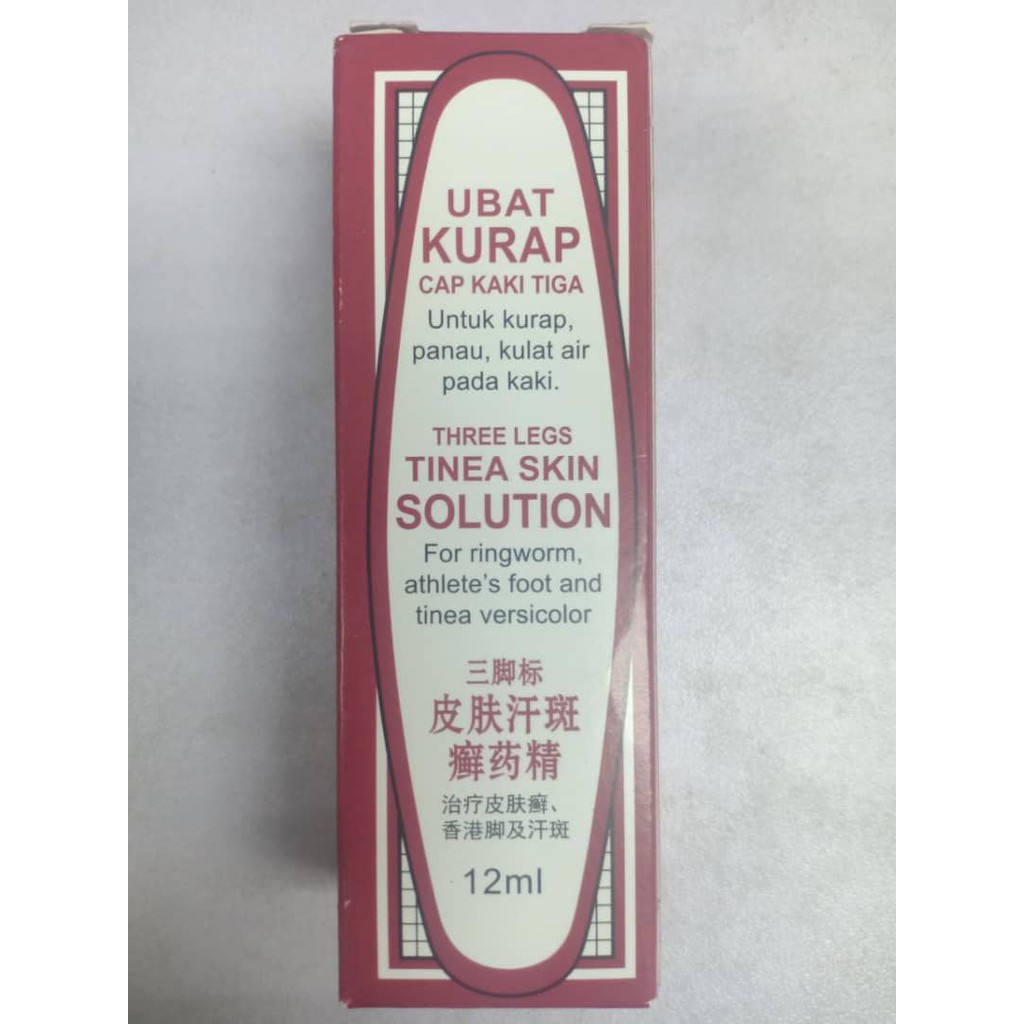 UBAT
KURAP
CAP KAKI TIGA
Untuk kurap,
panau, kulat air
pada kaki.
THREE LEGS
TINEA SKIN
SOLUTION
For ringworm,
athlete's foot and
tinea versicolor
三脚标
皮肤汗斑
癣药精
治疗皮肤癣、
香港脚及汗斑
12ml